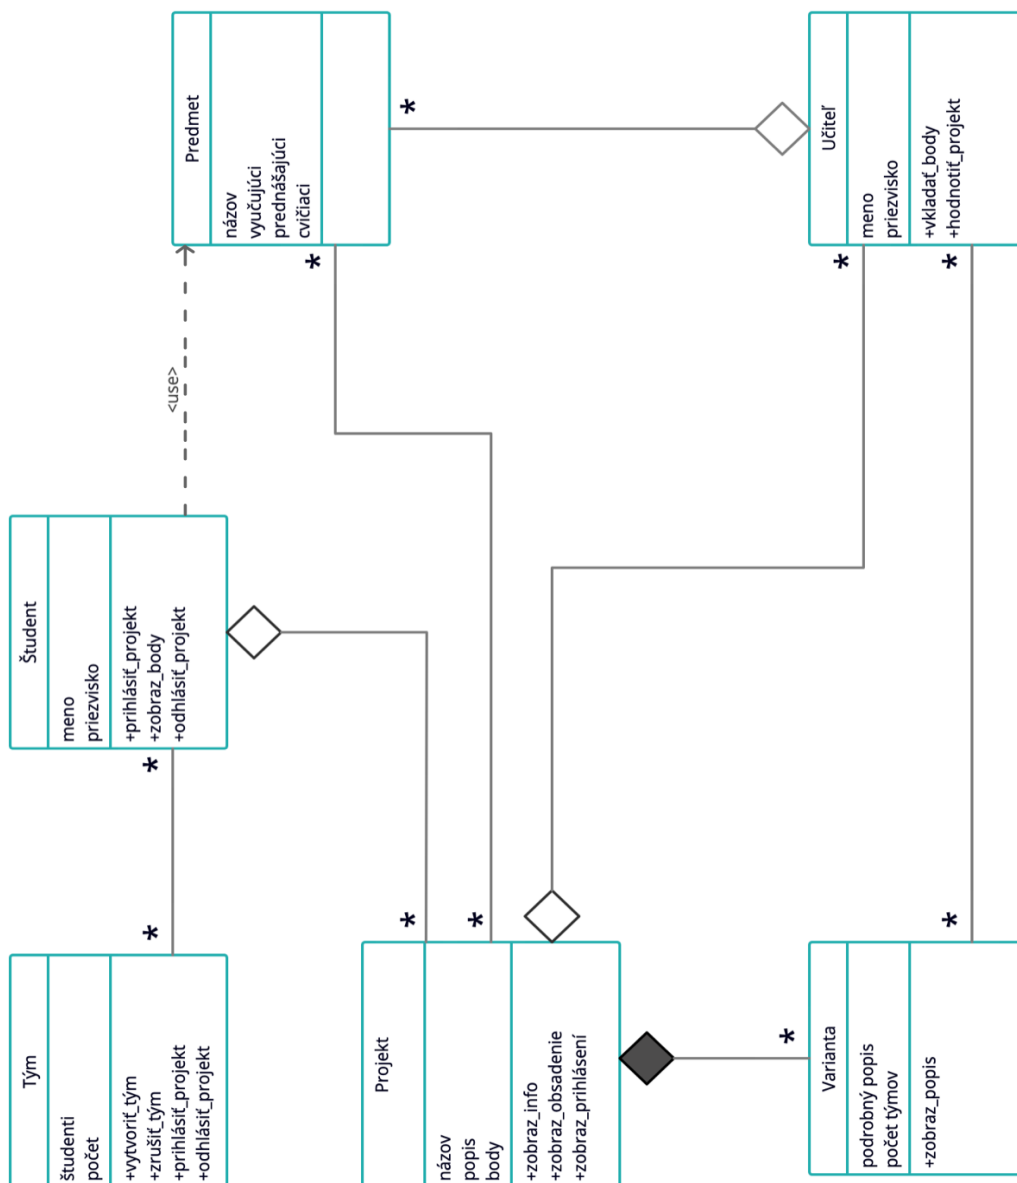 Tým
študenti
počet
+vytvoriť_tým
+zrušiť_tým
+prihlásiť_projekt
+odhlásiť_projekt
*
*
Študent
meno
priezvisko
+prihlásiť_projekt
+zobraz_body
+odhlásiť_projekt
<use>
Predmet
názov
vyučujúci
prednášajúci
cvičiaci
*
*
Projekt
názov
popis
body
+zobraz_info
+zobraz_obsadenie
+zobraz_prihlásení
*
*
Varianta
podrobný popis
počet týmov
+zobraz_popis
*
*
Učiteľ
meno
priezvisko
+vkladať_body
+hodnotiť_projekt
*
*